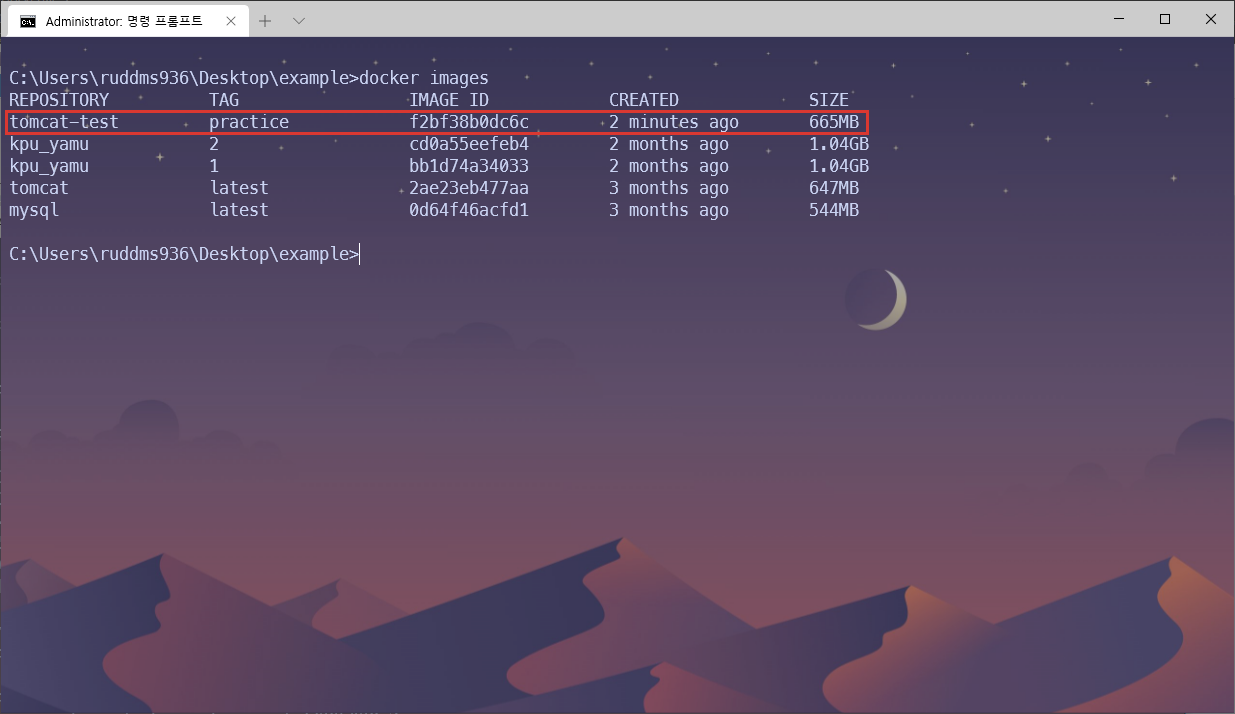 Administrator: 명령 프롬프트
C:\Users\ruddms936\Desktop\example>docker images
REPOSITORY TAG IMAGE ID CREATED SIZE
tomcat-test practice f2bf38b0dc6c 2 minutes ago 665MB
kpu_yamu 2 cd0a55eefeb4 2 months ago 1.04GB
kpu_yamu 1 bb1d74a34033 2 months ago 1.04GB
tomcat latest 2ae23eb477aa 3 months ago 647MB
mysql latest 0d64f46acfd1 3 months ago 544MB
C:\Users\ruddms936\Desktop\example>